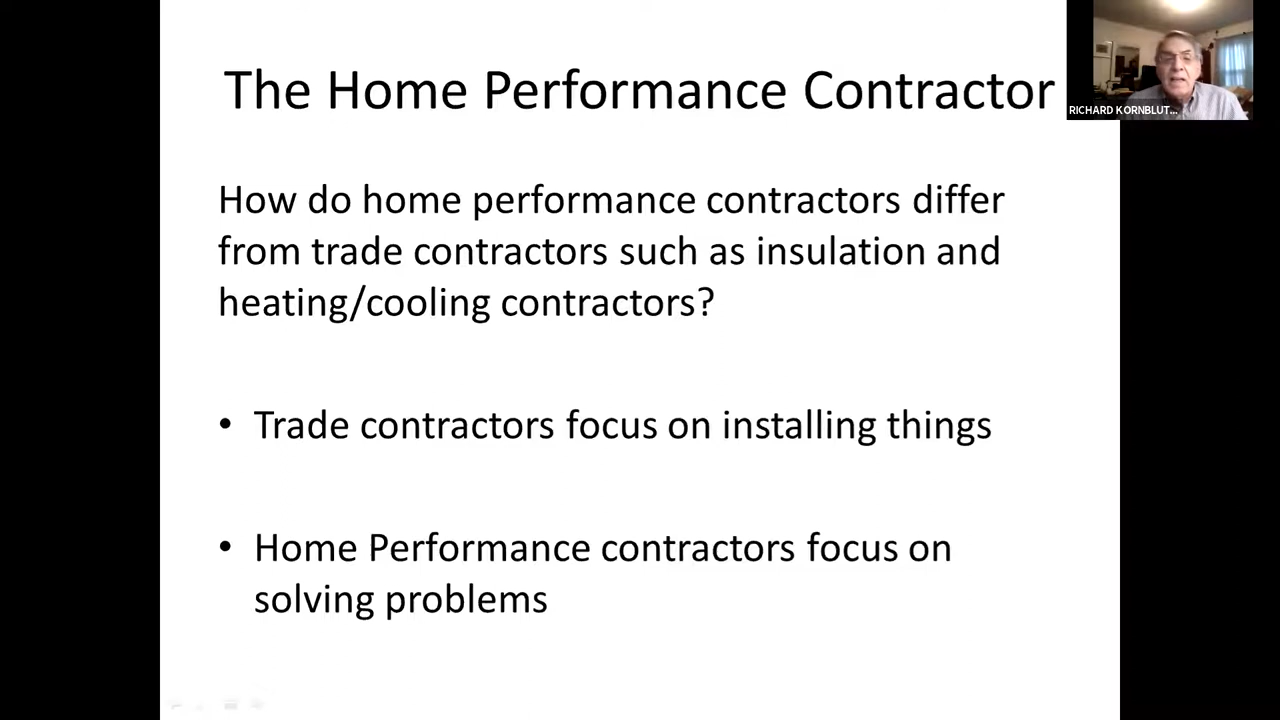 The Home Performance Contractor
RICHARD KORNBLUT...
How do home performance contractors differ
from trade contractors such as insulation and
heating/cooling contractors?
• Trade contractors focus on installing things
• Home Performance contractors focus on
solving problems